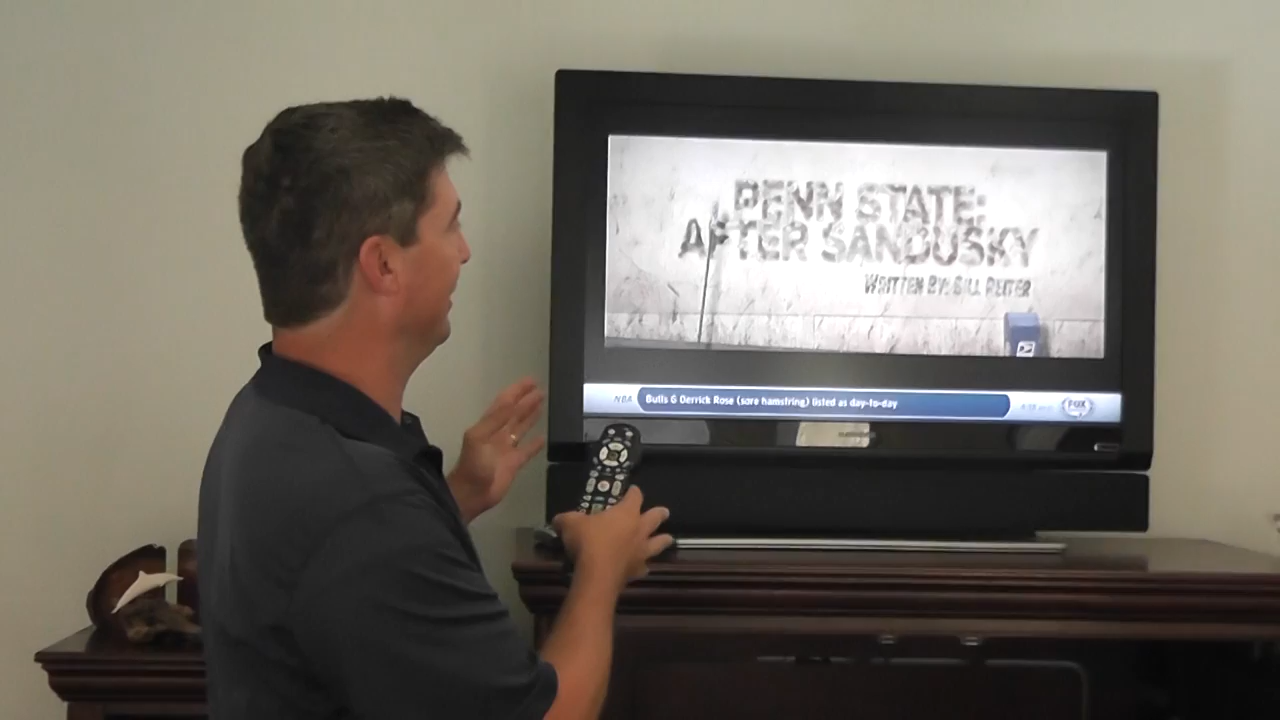 PENN STATE:
AFTER SANDUSKY
WRITTEN BY: BILL REITER
NBA Bulls G Derrick Rose (sore hamstring) listed as day-to-day
FOX